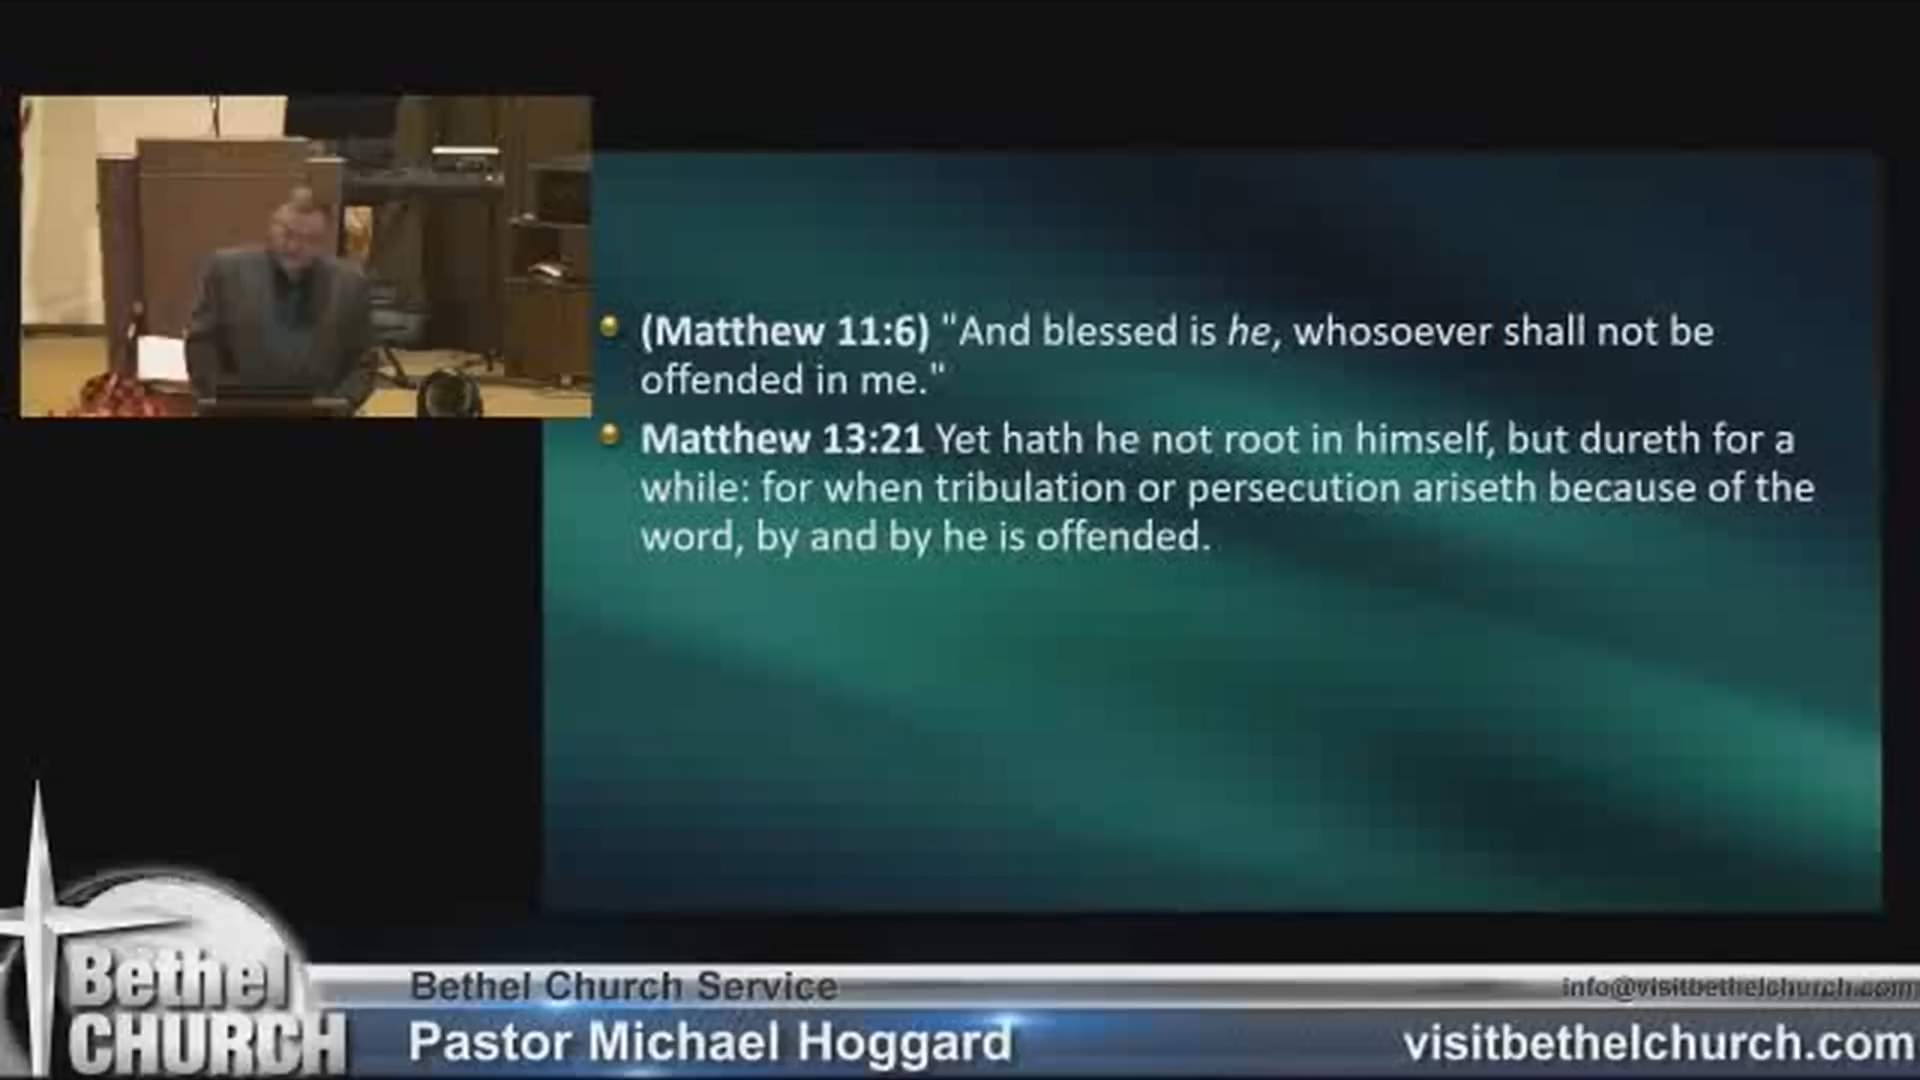 (Matthew 11:6) "And blessed is he, whosoever shall not be
offended in me."
Matthew 13:21 Yet hath he not root in himself, but dureth for a
while: for when tribulation or persecution ariseth because of the
word, by and by he is offended.
Bethel
CHURCH
Bethel Church Service
info@visitbethelchurch.com
Pastor Michael Hoggard
visitbethelchurch.com